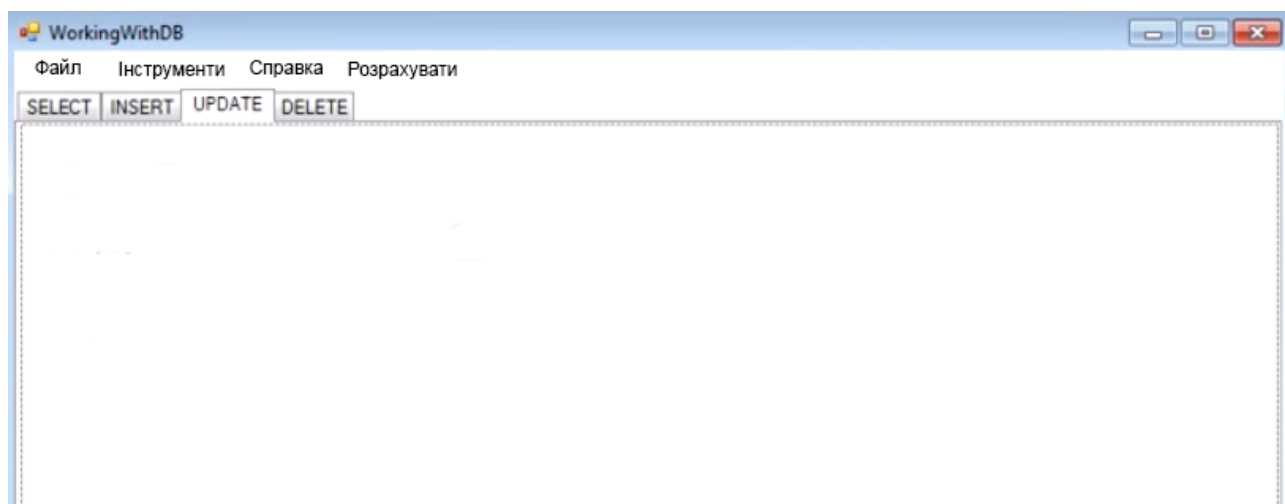 WorkingWithDB
Файл Інструменти Справка Розрахувати
SELECT INSERT UPDATE DELETE